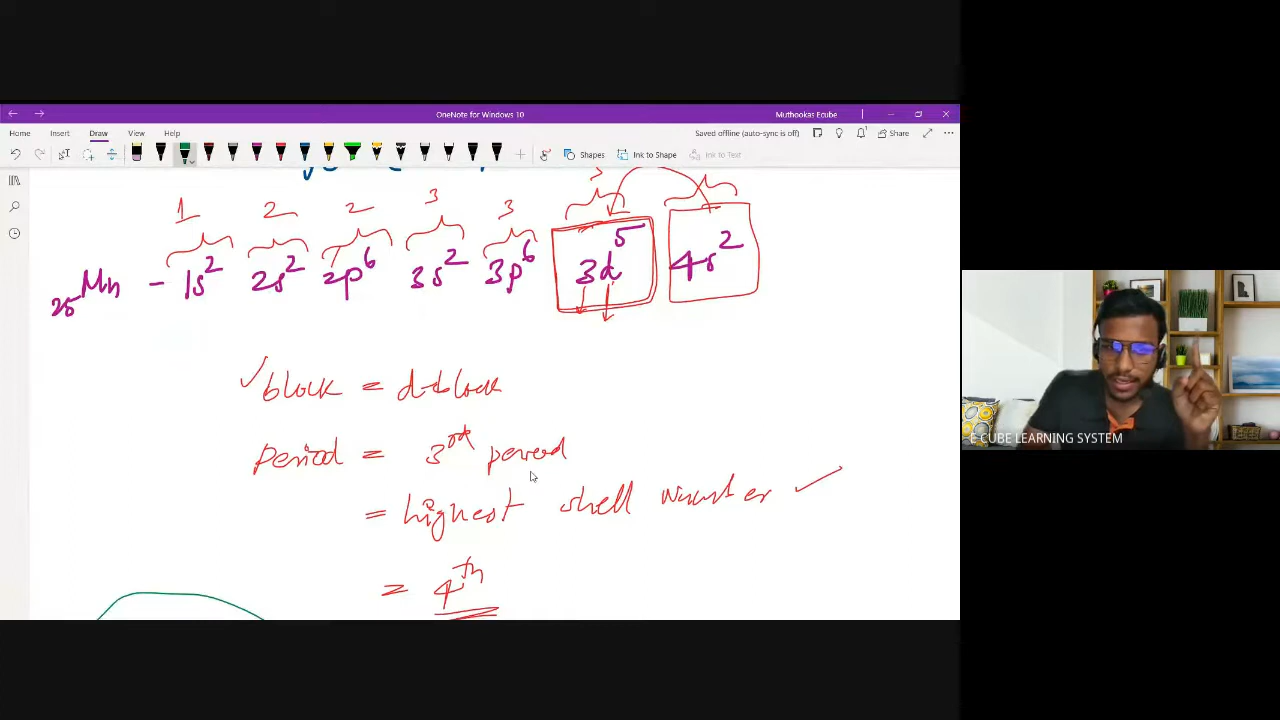 OneNote for Windows 10
Muthookas Ecube
Home Insert Draw View Help
Saved offline (auto-sync is off)
Share
Shapes
Ink to Shape
Ink to Text
1 2 2 3 3
25Mn - 1s² 2s² 2p⁶ 3s² 3p⁶ 3d⁵ 4s²
✓block = d-block
Period = 3rd period
= highest shell number ✓
= 4th
E CUBE LEARNING SYSTEM